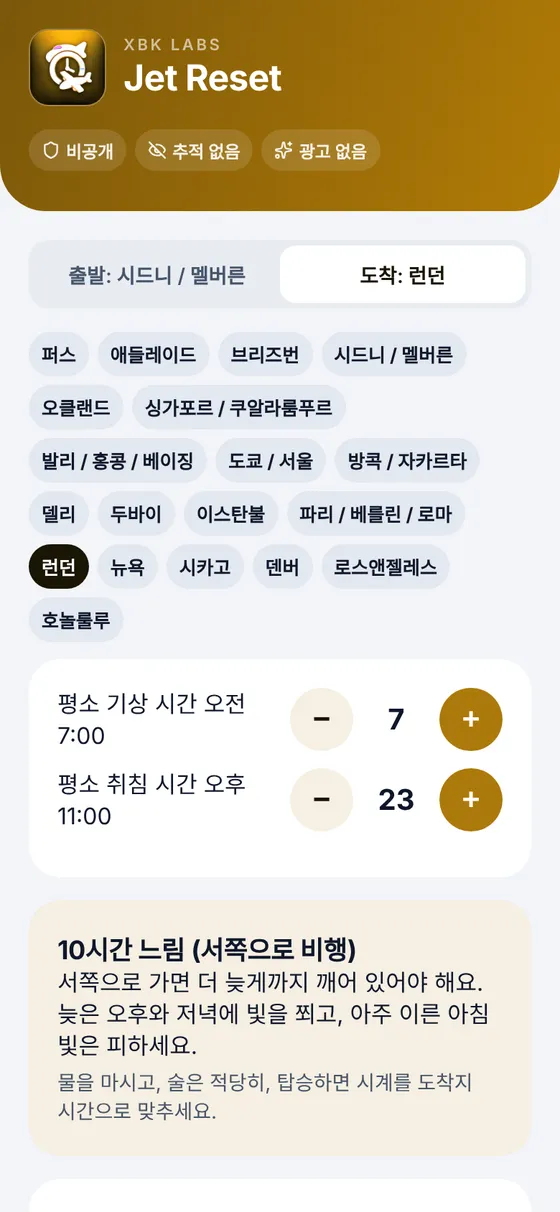 XBK LABS
Jet Reset
비공개 추적 없음 광고 없음
출발: 시드니 / 멜버른 도착: 런던
퍼스 애들레이드 브리즈번 시드니 / 멜버른
오클랜드 싱가포르 / 쿠알라룸푸르
발리 / 홍콩 / 베이징 도쿄 / 서울 방콕 / 자카르타
델리 두바이 이스탄불 파리 / 베를린 / 로마
런던 뉴욕 시카고 덴버 로스앤젤레스
호놀룰루
평소 기상 시간 오전
7:00
− 7 +
평소 취침 시간 오후
11:00
− 23 +
10시간 느림 (서쪽으로 비행)
서쪽으로 가면 더 늦게까지 깨어 있어야 해요.
늦은 오후와 저녁에 빛을 쬐고, 아주 이른 아침
빛은 피하세요.
물을 마시고, 술은 적당히, 탑승하면 시계를 도착지
시간으로 맞추세요.